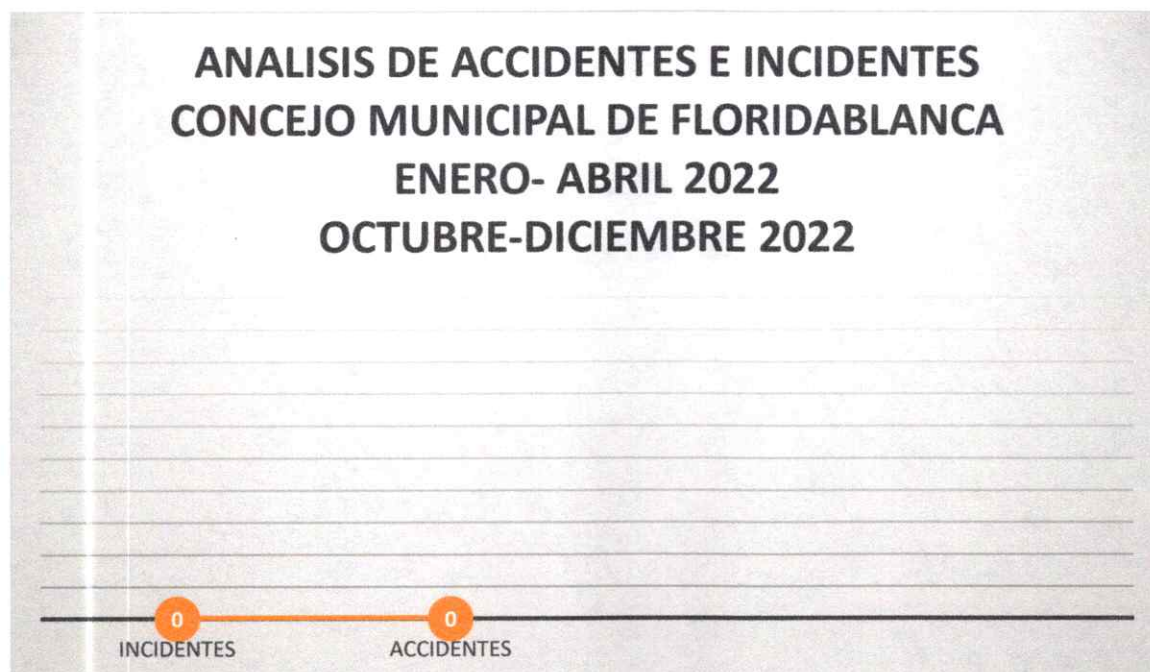 ANALISIS DE ACCIDENTES E INCIDENTES
CONCEJO MUNICIPAL DE FLORIDABLANCA
ENERO- ABRIL 2022
OCTUBRE-DICIEMBRE 2022
0 0
INCIDENTES ACCIDENTES